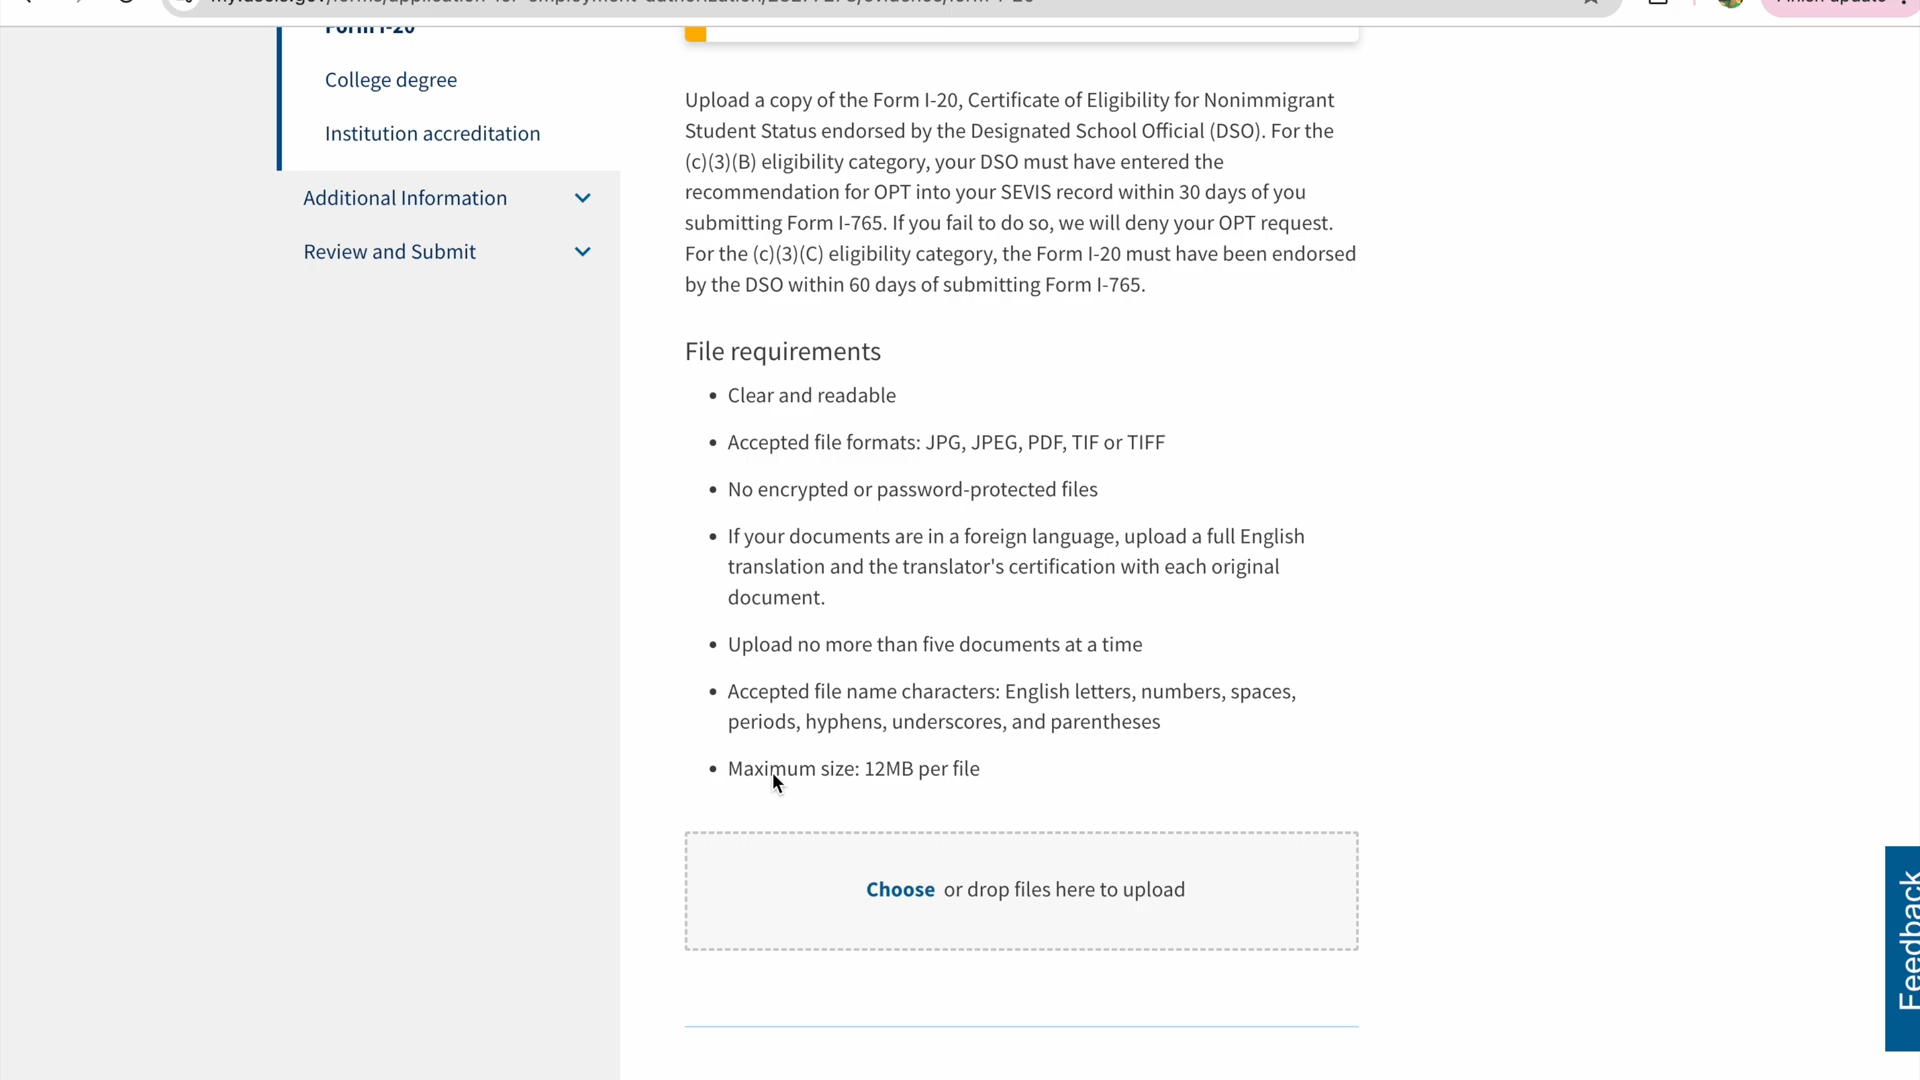 Form I-20
College degree
Institution accreditation
Additional Information
Review and Submit
Upload a copy of the Form I-20, Certificate of Eligibility for Nonimmigrant
Student Status endorsed by the Designated School Official (DSO). For the
(c)(3)(B) eligibility category, your DSO must have entered the
recommendation for OPT into your SEVIS record within 30 days of you
submitting Form I-765. If you fail to do so, we will deny your OPT request.
For the (c)(3)(C) eligibility category, the Form I-20 must have been endorsed
by the DSO within 60 days of submitting Form I-765.
File requirements
• Clear and readable
• Accepted file formats: JPG, JPEG, PDF, TIF or TIFF
• No encrypted or password-protected files
• If your documents are in a foreign language, upload a full English
translation and the translator's certification with each original
document.
• Upload no more than five documents at a time
• Accepted file name characters: English letters, numbers, spaces,
periods, hyphens, underscores, and parentheses
• Maximum size: 12MB per file
Choose or drop files here to upload
Feedback